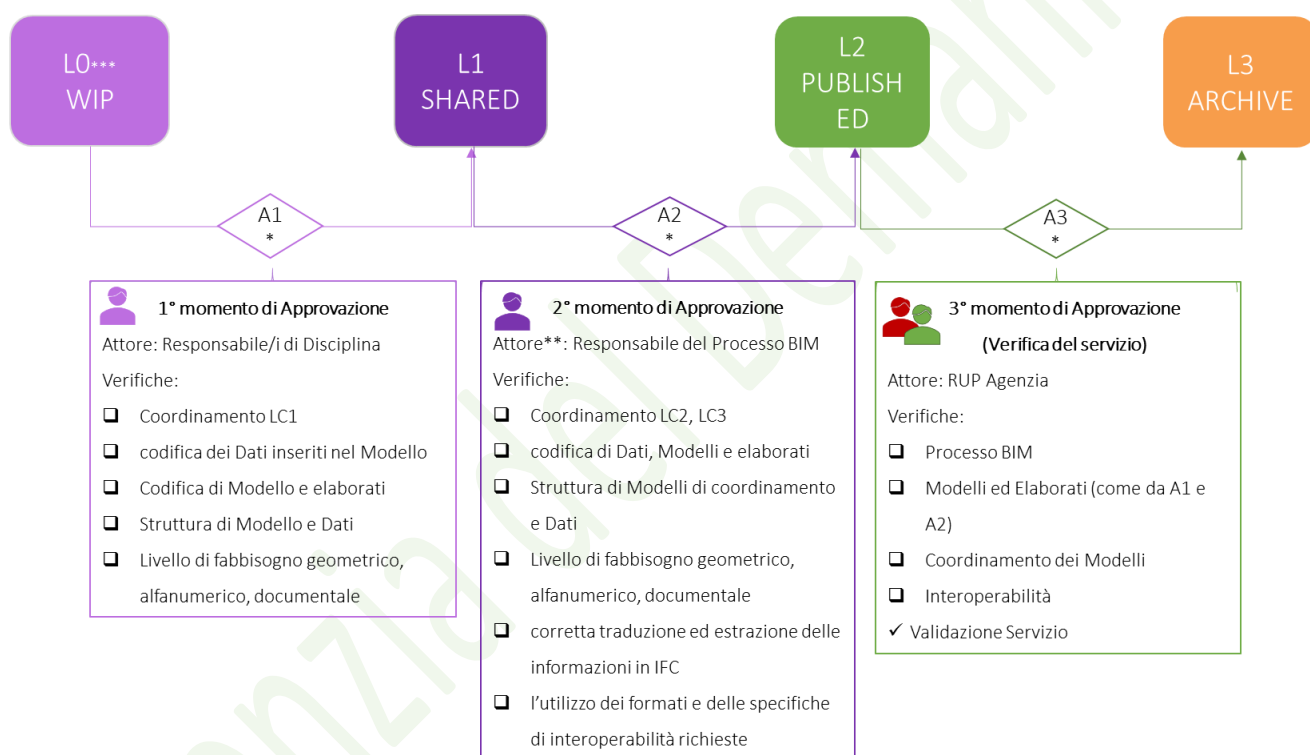 L0***
WIP
L1
SHARED
L2
PUBLISH
ED
L3
ARCHIVE
A1
*
A2
*
A3
*
1° momento di Approvazione
Attore: Responsabile/i di Disciplina
Verifiche:
Coordinamento LC1
codifica dei Dati inseriti nel Modello
Codifica di Modello e elaborati
Struttura di Modello e Dati
Livello di fabbisogno geometrico,
alfanumerico, documentale
2° momento di Approvazione
Attore**: Responsabile del Processo BIM
Verifiche:
Coordinamento LC2, LC3
codifica di Dati, Modelli e elaborati
Struttura di Modelli di coordinamento
e Dati
Livello di fabbisogno geometrico,
alfanumerico, documentale
corretta traduzione ed estrazione delle
informazioni in IFC
l'utilizzo dei formati e delle specifiche
di interoperabilità richieste
3° momento di Approvazione
(Verifica del servizio)
Attore: RUP Agenzia
Verifiche:
Processo BIM
Modelli ed Elaborati (come da A1 e
A2)
Coordinamento dei Modelli
Interoperabilità
✓ Validazione Servizio